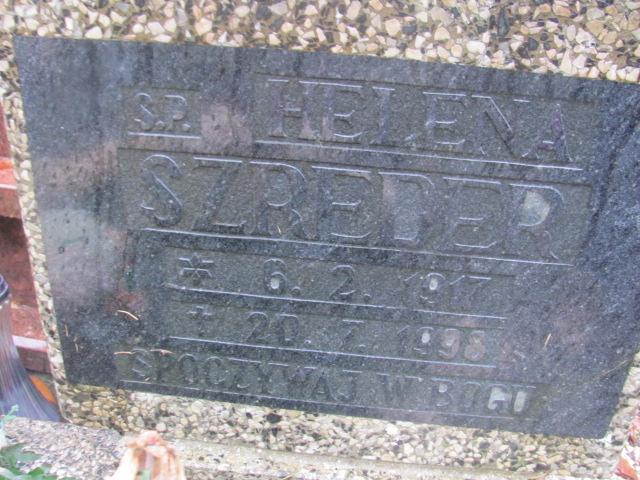 Ś.P. HELENA
SZREDER
* 6. 2. 1917
† 20. 7. 1998
SPOCZYWAJ W BOGU